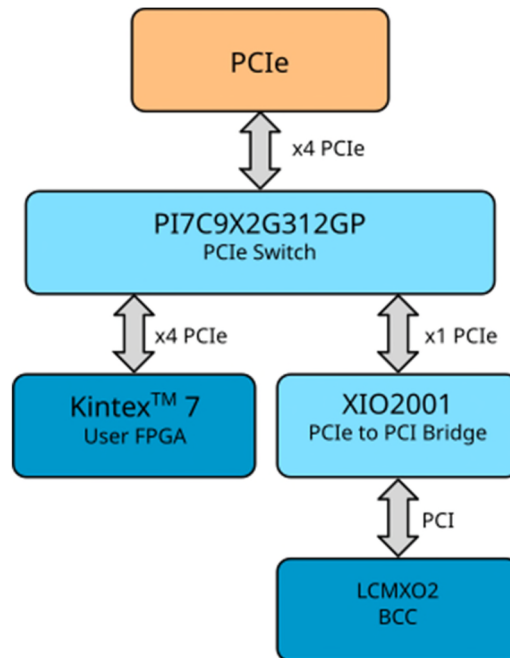 PCIe
x4 PCIe
PI7C9X2G312GP
PCIe Switch
x4 PCIe
x1 PCIe
Kintex™ 7
User FPGA
XIO2001
PCIe to PCI Bridge
PCI
LCMXO2
BCC